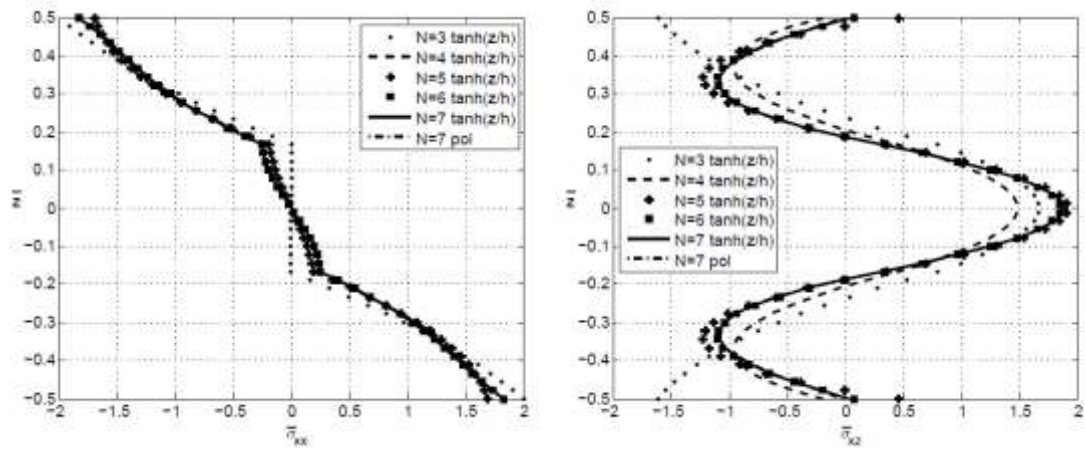 0.5
0.4
0.3
0.2
0.1
0
−0.1
−0.2
−0.3
−0.4
−0.5
z̄
−2 −1.5 −1 −0.5 0 0.5 1 1.5 2
σ̄xx
N=3 tanh(z/h)
N=4 tanh(z/h)
N=5 tanh(z/h)
N=6 tanh(z/h)
N=7 tanh(z/h)
N=7 pol
0.5
0.4
0.3
0.2
0.1
0
−0.1
−0.2
−0.3
−0.4
−0.5
z̄
−2 −1.5 −1 −0.5 0 0.5 1 1.5 2
σ̄xz
N=3 tanh(z/h)
N=4 tanh(z/h)
N=5 tanh(z/h)
N=6 tanh(z/h)
N=7 tanh(z/h)
N=7 pol